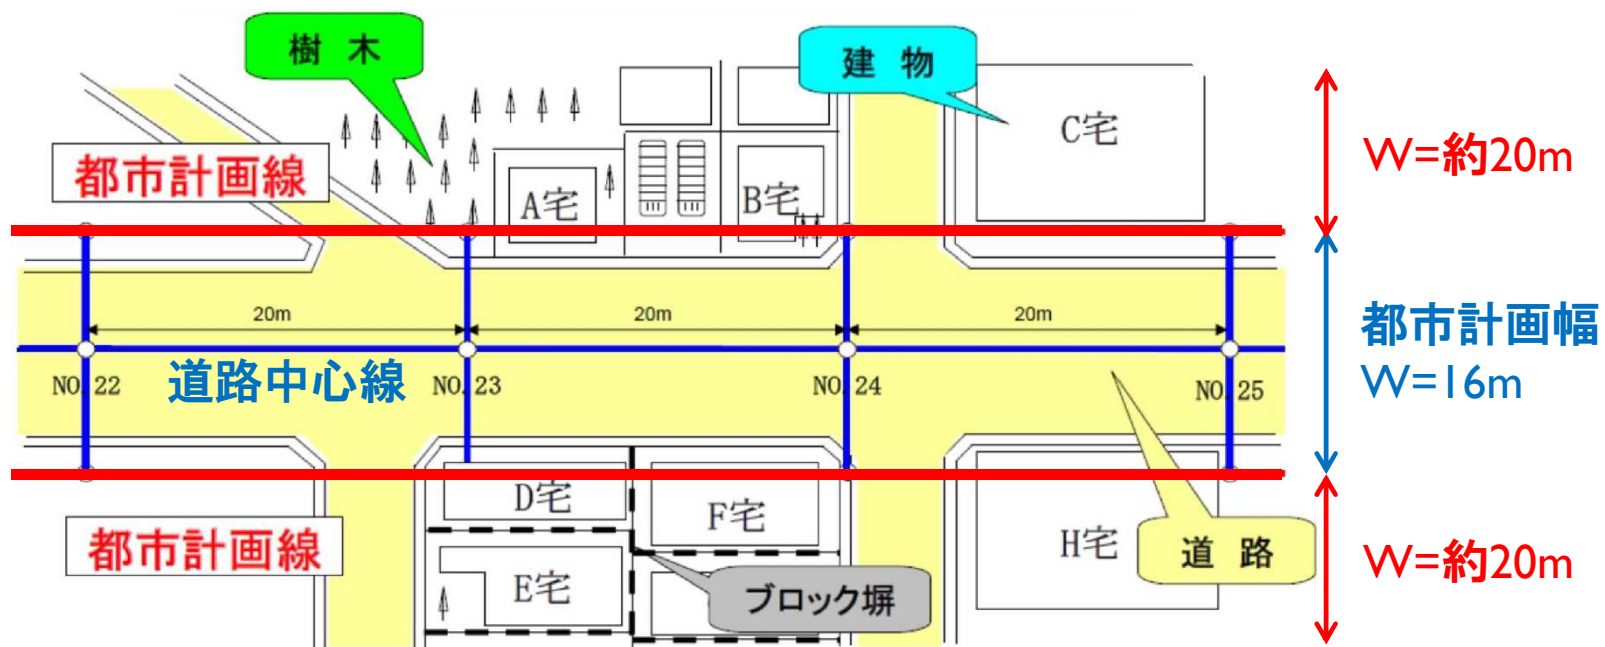 樹 木
建 物
C宅
W=約20m
都市計画線
A宅
B宅
20m
20m
20m
都市計画幅
W=16m
道路中心線
NO.22
NO.23
NO.24
NO.25
D宅
F宅
都市計画線
H宅
道 路
W=約20m
E宅
ブロック塀